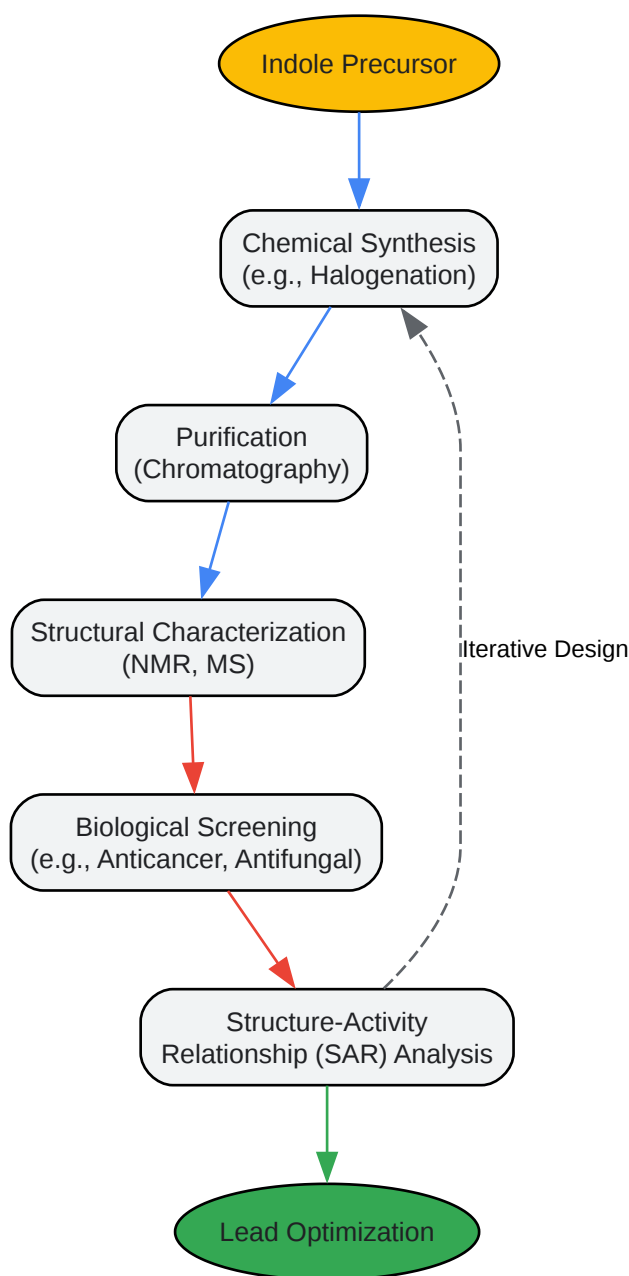 Indole Precursor
Chemical Synthesis
(e.g., Halogenation)
Purification
(Chromatography)
Structural Characterization
(NMR, MS)
Iterative Design
Biological Screening
(e.g., Anticancer, Antifungal)
Structure-Activity
Relationship (SAR) Analysis
Lead Optimization